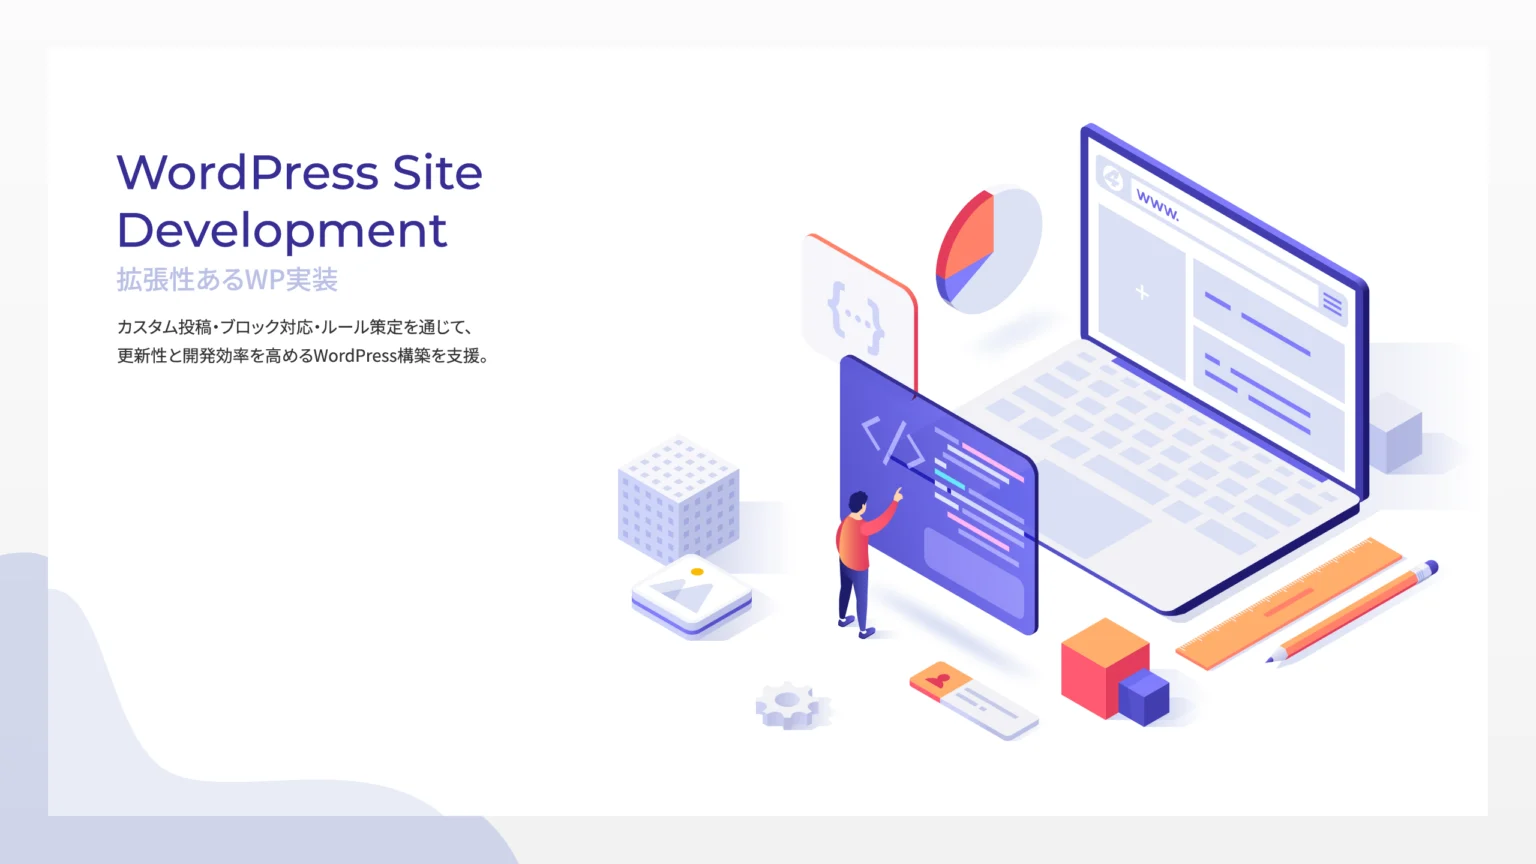 WordPress Site
Development
拡張性あるWP実装
カスタム投稿・ブロック対応・ルール策定を通じて、
更新性と開発効率を高めるWordPress構築を支援。
www.
{...}
</>